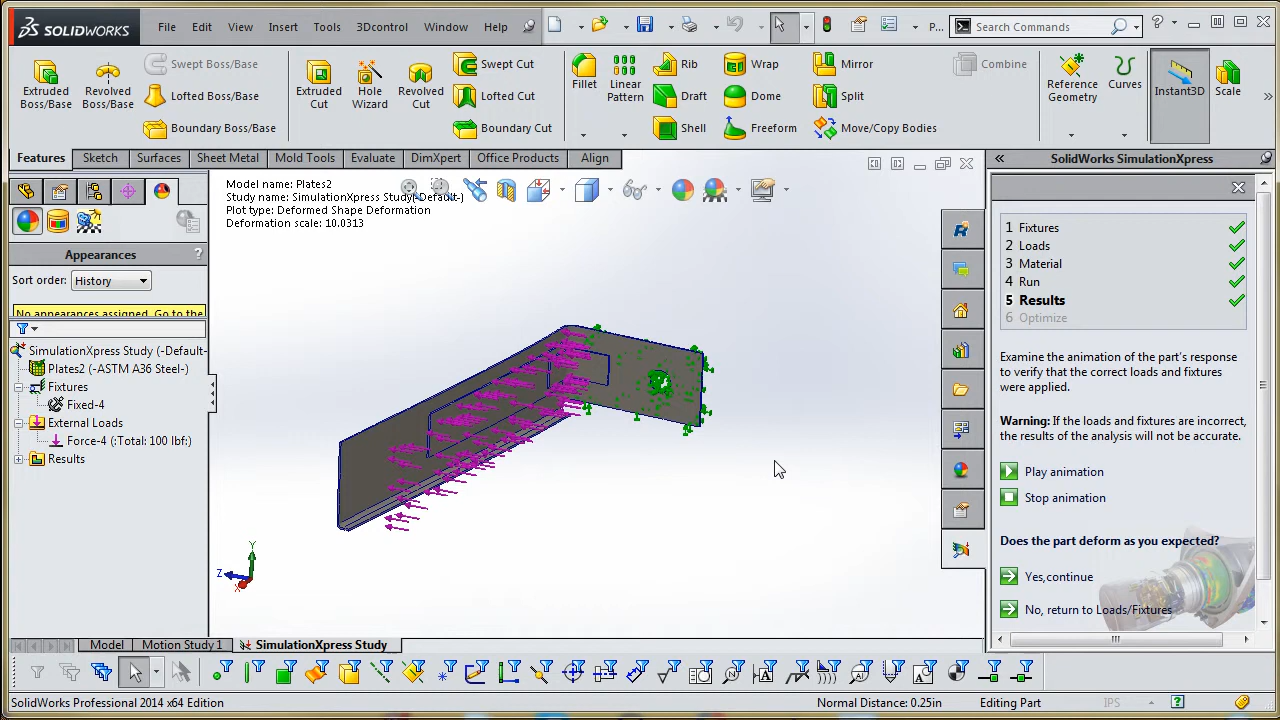 SOLIDWORKS File Edit View Insert Tools 3Dcontrol Window Help P... Search Commands ?
Extruded Boss/Base
Revolved Boss/Base
Swept Boss/Base
Lofted Boss/Base
Boundary Boss/Base
Extruded Cut
Hole Wizard
Revolved Cut
Swept Cut
Lofted Cut
Boundary Cut
Fillet
Linear Pattern
Rib
Draft
Shell
Wrap
Dome
Freeform
Mirror
Split
Move/Copy Bodies
Combine
Reference Geometry
Curves
Instant3D
Scale
Features Sketch Surfaces Sheet Metal Mold Tools Evaluate DimXpert Office Products Align
Appearances ?
Sort order: History
No appearances assigned. Go to the
SimulationXpress Study (-Default-
Plates2 (-ASTM A36 Steel-)
Fixtures
Fixed-4
External Loads
Force-4 (:Total: 100 lbf:)
Results
Model name: Plates2
Study name: SimulationXpress Study(-Default-)
Plot type: Deformed Shape Deformation
Deformation scale: 10.0313
Y
Z
X
SolidWorks SimulationXpress
1 Fixtures
2 Loads
3 Material
4 Run
5 Results
6 Optimize
Examine the animation of the part's response
to verify that the correct loads and fixtures
were applied.
Warning: If the loads and fixtures are incorrect,
the results of the analysis will not be accurate.
Play animation
Stop animation
Does the part deform as you expected?
Yes,continue
No, return to Loads/Fixtures
Model Motion Study 1 SimulationXpress Study
SolidWorks Professional 2014 x64 Edition Normal Distance: 0.25in Editing Part IPS ?